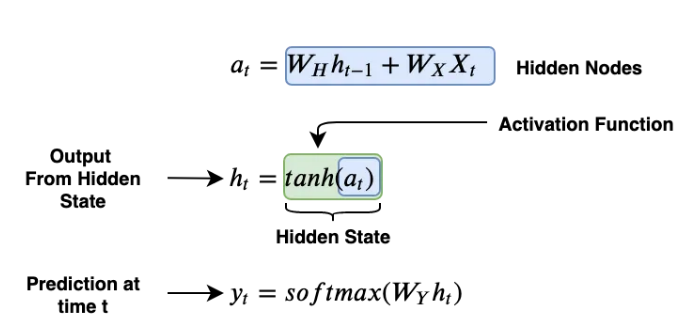 a_t = W_H h_{t-1} + W_X X_t Hidden Nodes
Activation Function
Output
From Hidden
State
h_t = tanh(a_t)
Hidden State
Prediction at
time t
y_t = softmax(W_Y h_t)